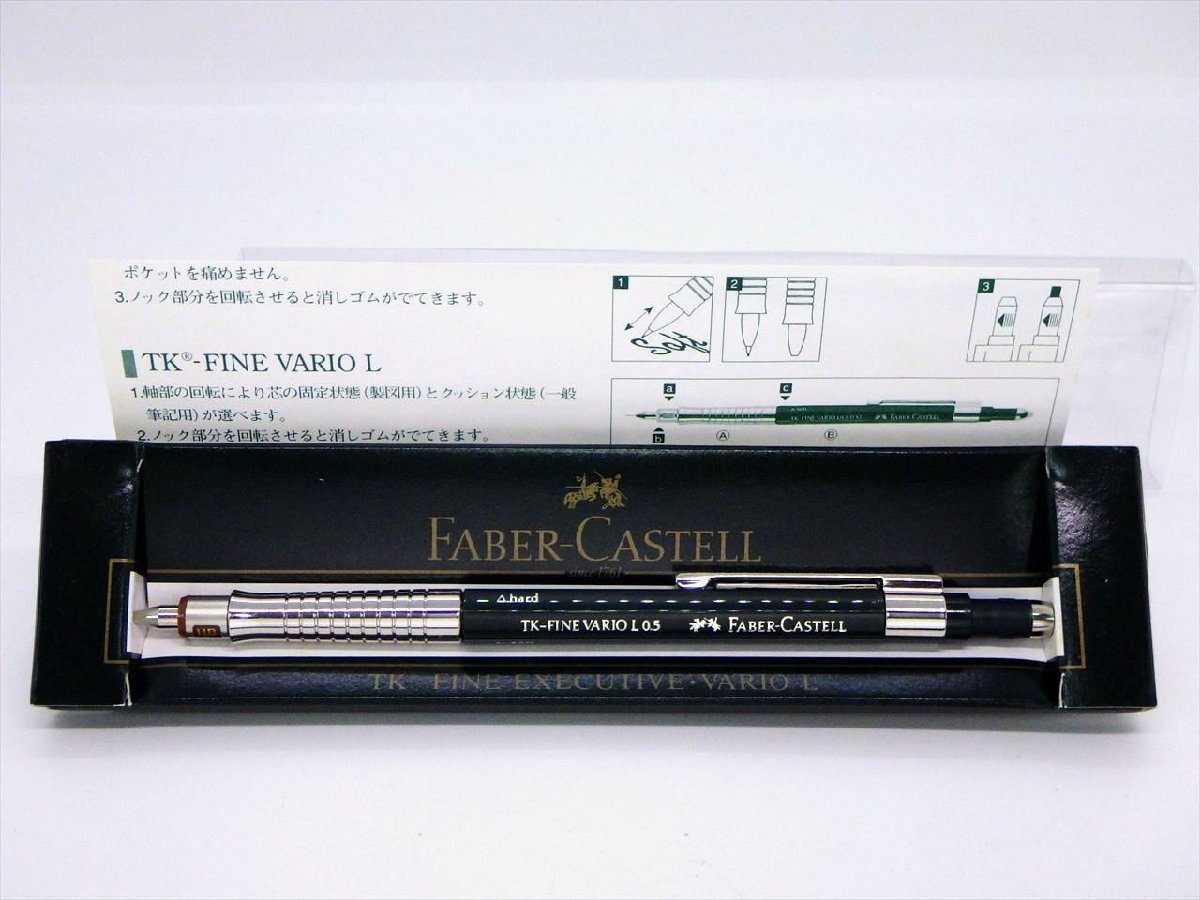 ポケットを痛めません。
3.ノック部分を回転させると消しゴムがでてきます。
TK®-FINE VARIO L
1.軸部の回転により芯の固定状態(製図用)とクッション状態(一般
筆記用)が選べます。
2.ノック部分を回転させると消しゴムがでてきます。
1
2
3
a
c
b
A
B
FABER-CASTELL
FABER-CASTELL
since 1761
△hard
TK-FINE VARIO L 0.5 FABER-CASTELL
TK-FINE EXECUTIVE·VARIO L